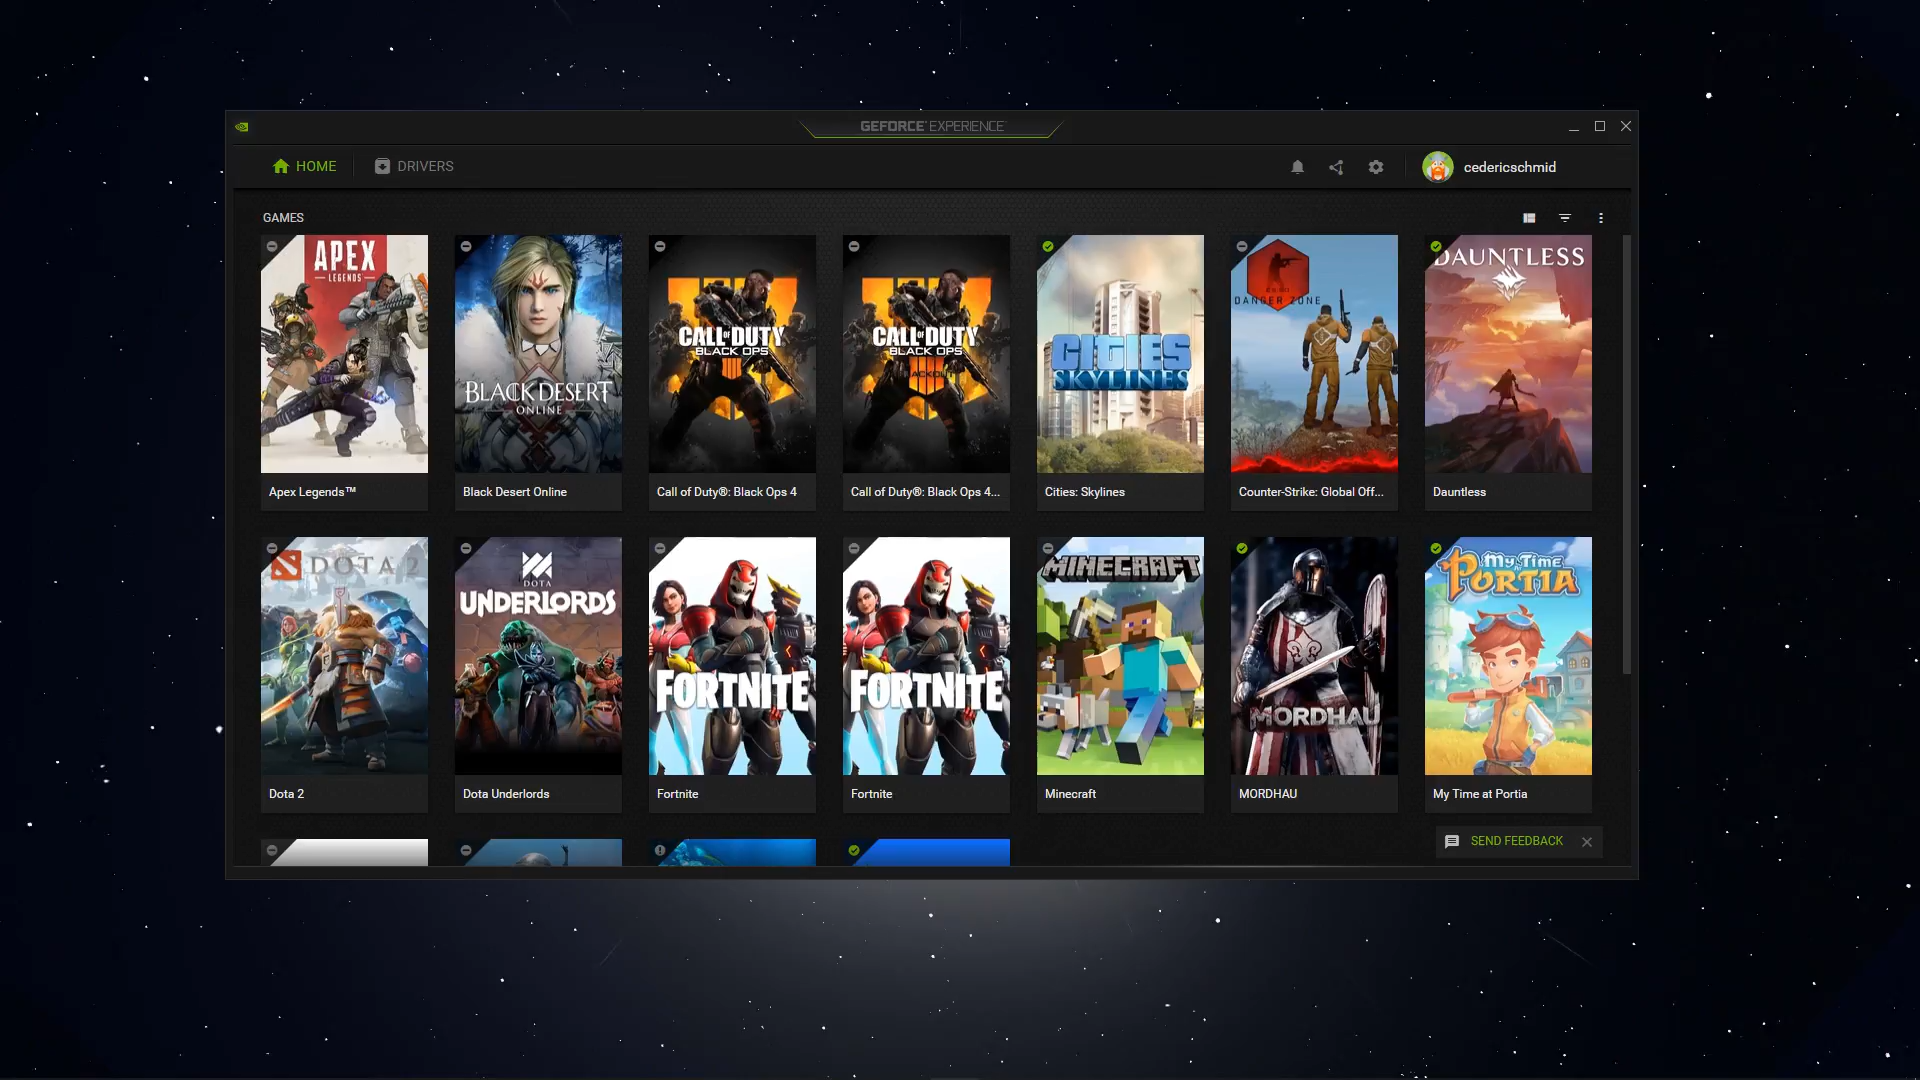 GEFORCE EXPERIENCE
HOME
DRIVERS
cedericschmid
GAMES
APEX
LEGENDS
BLACK DESERT
ONLINE
CALL OF DUTY
BLACK OPS
CALL OF DUTY
BLACK OPS
CITIES
SKYLINES
DANGER ZONE
DAUNTLESS
Apex Legends™
Black Desert Online
Call of Duty®: Black Ops 4
Call of Duty®: Black Ops 4...
Cities: Skylines
Counter-Strike: Global Off...
Dauntless
DOTA 2
DOTA
UNDERLORDS
FORTNITE
FORTNITE
MINECRAFT
MORDHAU
My Time
AT
PORTIA
Dota 2
Dota Underlords
Fortnite
Fortnite
Minecraft
MORDHAU
My Time at Portia
SEND FEEDBACK